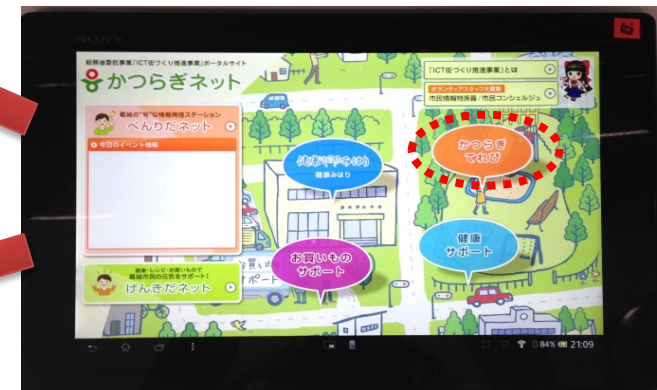 SONY
総務省委託事業「ICT街づくり推進事業」ポータルサイト
かつらぎネット
「ICT街づくり推進事業」とは
ボランティアスタッフ大募集
市民情報特派員/市民コンシェルジュ
葛城の"旬"な情報発信ステーション
べんりだネット
今日のイベント情報
かつらぎ
てれび
健康みはり
お買いもの
サポート
健康
サポート
健康・レシピ・お買いもので
葛城市民の元気をサポート!
げんきだネット
84%
21:09